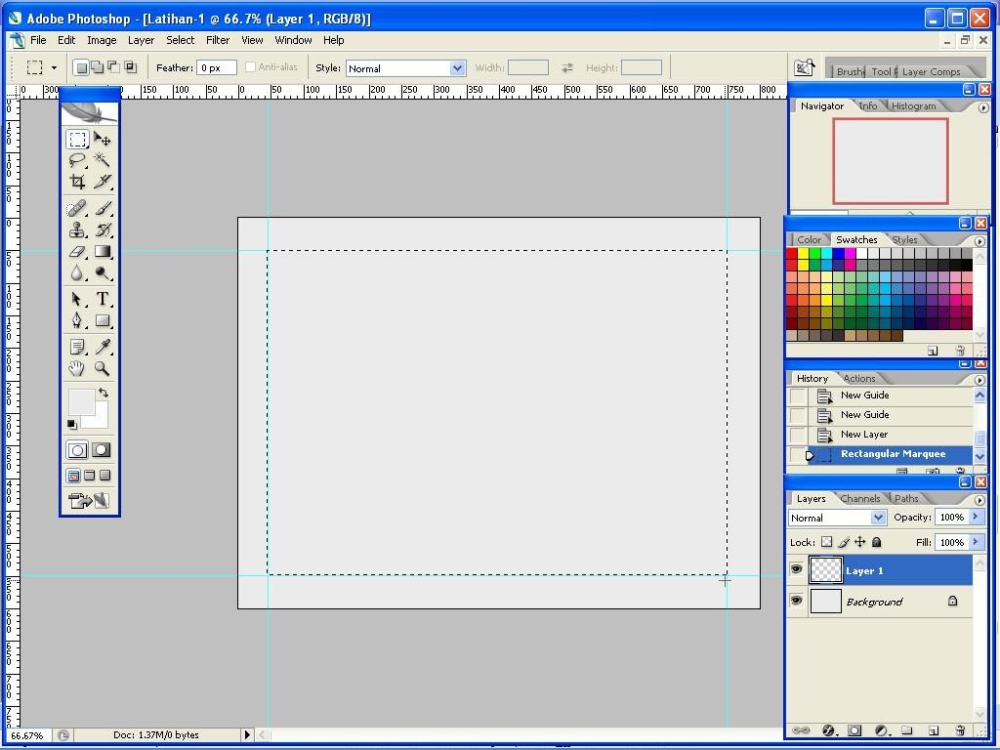 Adobe Photoshop - [Latihan-1 @ 66.7% (Layer 1, RGB/8)]
File Edit Image Layer Select Filter View Window Help
Feather: 0 px Anti-alias Style: Normal Width: Height:
Brush Tool Layer Comps
0 300 150 100 50 0 50 100 150 200 250 300 350 400 450 500 550 600 650 700 750 800
Navigator Info Histogram
Color Swatches Styles
T
History Actions
New Guide
New Guide
New Layer
Rectangular Marquee
Layers Channels Paths
Normal Opacity: 100%
Lock: Fill: 100%
Layer 1
Background
66.67% Doc: 1.37M/0 bytes